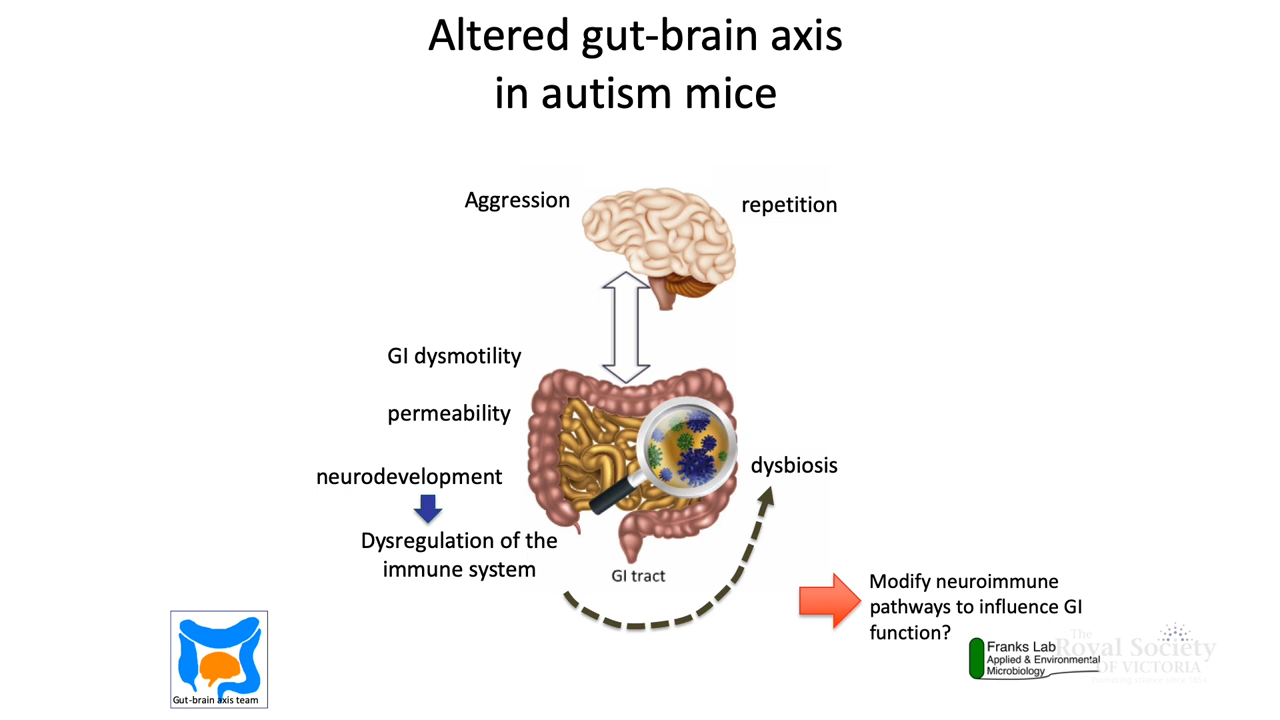 Altered gut-brain axis
in autism mice
Aggression
repetition
GI dysmotility
permeability
neurodevelopment
dysbiosis
Dysregulation of the
immune system
GI tract
Modify neuroimmune
pathways to influence GI
function?
Franks Lab
Applied & Environmental
Microbiology
The
Royal Society
OF VICTORIA
Gut-brain axis team